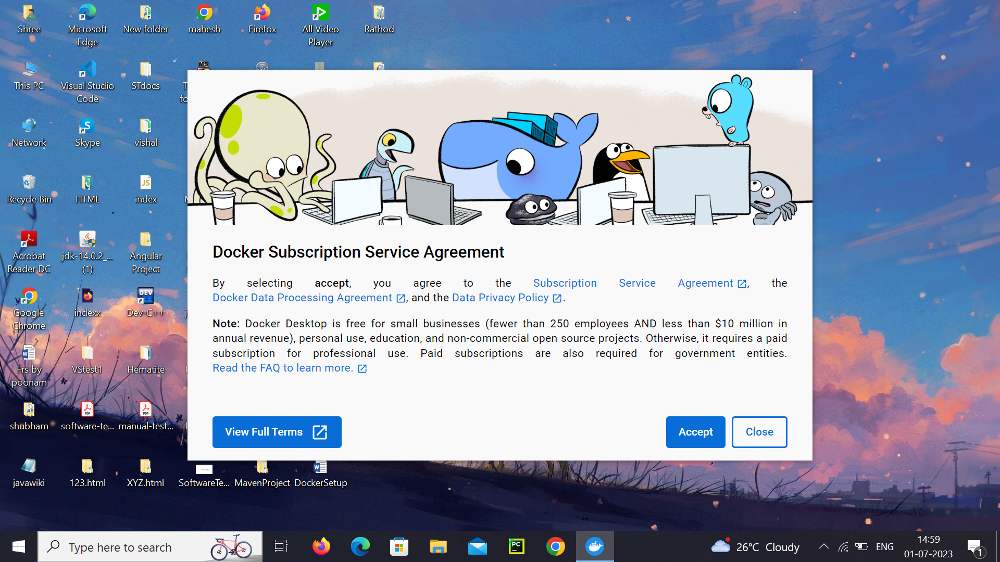 Shree
Microsoft
Edge
New folder
mahesh
Firefox
All Video
Player
Rathod
This PC
Visual Studio
Code
STdocs
MS
Network
Skype
vishal
Recycle Bin
HTML
JS
index
Acrobat
Reader DC
jdk-14.0.2_...
(1)
Angular
Project
Google
Chrome
indexx
DEV
Dev-C++
Frs by
poonam
VStest1
Hematite
shubham
PDF
software-te...
PDF
manual-test...
javawiki
123.html
XYZ.html
SoftwareTe...
MavenProject
DockerSetup
Docker Subscription Service Agreement
By selecting accept, you agree to the Subscription Service Agreement, the
Docker Data Processing Agreement, and the Data Privacy Policy.
Note: Docker Desktop is free for small businesses (fewer than 250 employees AND less than $10 million in
annual revenue), personal use, education, and non-commercial open source projects. Otherwise, it requires a paid
subscription for professional use. Paid subscriptions are also required for government entities.
Read the FAQ to learn more.
View Full Terms
Accept
Close
Type here to search
PC
26°C Cloudy
ENG
14:59
01-07-2023
1